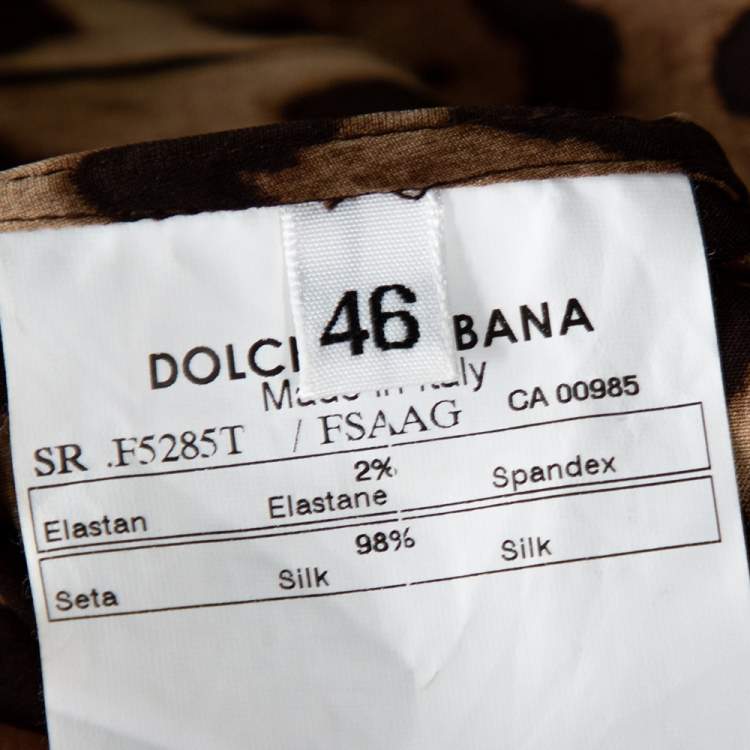 46
DOLC BANA
Made in Italy
CA 00985
SR .F5285T / FSAAG
2%
Elastan Elastane Spandex
98%
Seta Silk Silk